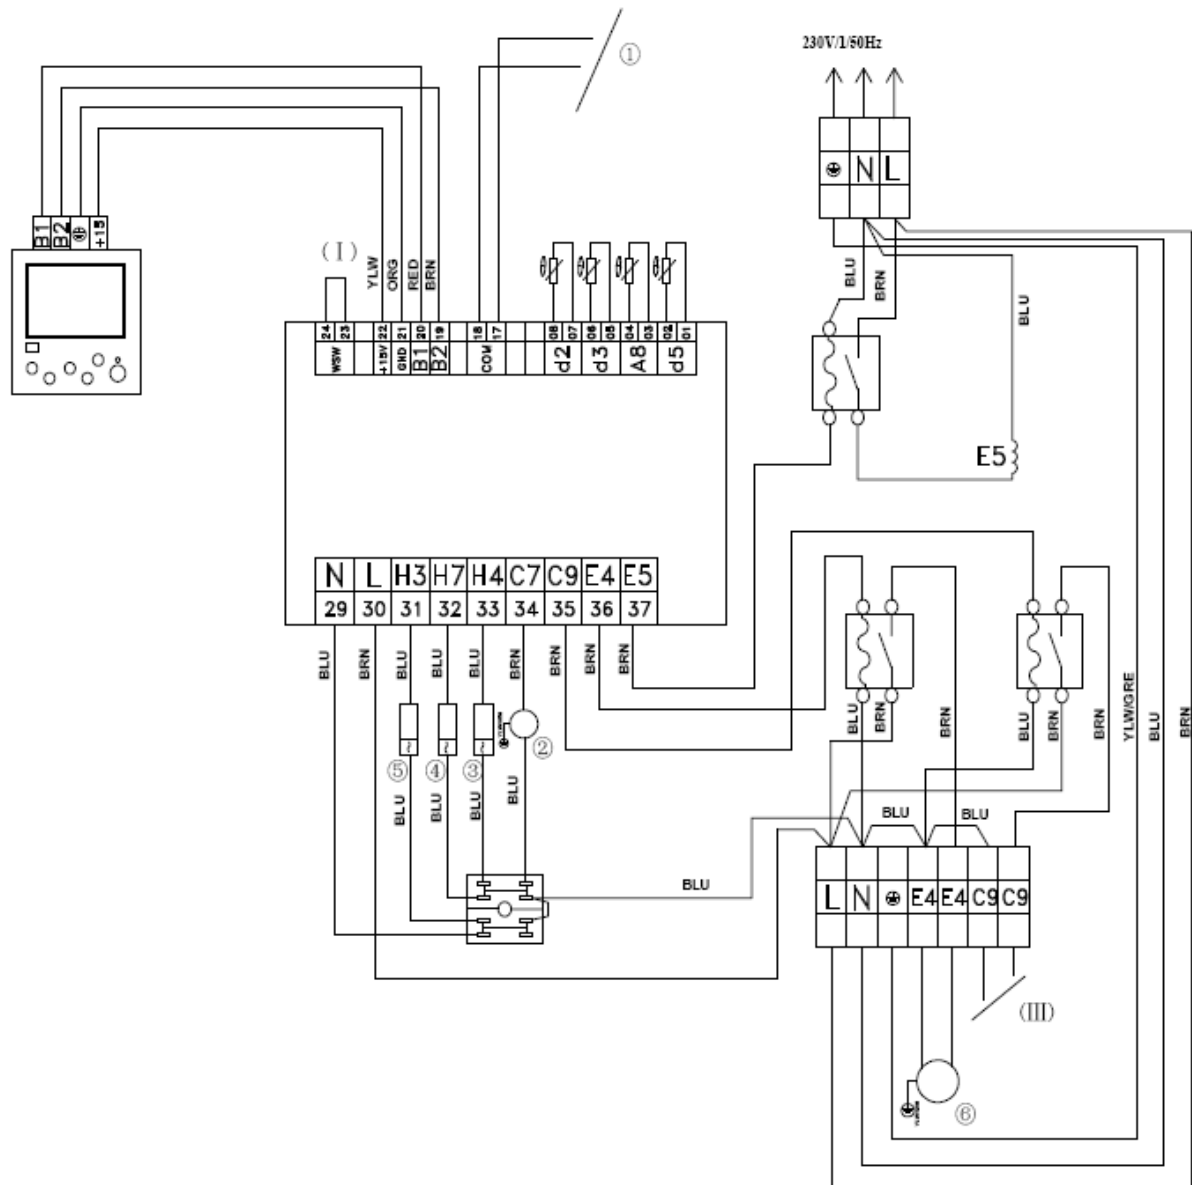 230V/1/50Hz
①
B1 B2 +15
(I)
YLW ORG RED BRN
24 23 22 21 20 19 18 17 08 07 06 05 04 03 02 01
WSW +15V GND B1 B2 COM d2 d3 A8 d5
N L
BLU BRN BLU
E5
N L H3 H7 H4 C7 C9 E4 E5
29 30 31 32 33 34 35 36 37
BLU BRN BLU BLU BLU BRN BRN BRN BRN
BLU BRN BRN BLU BRN BRN YLW/GRE BLU BRN
⑤ ④ ③ ②
BLU BLU BLU BLU
BLU BLU
BLU
L N E4 E4 C9 C9
(III)
⑥